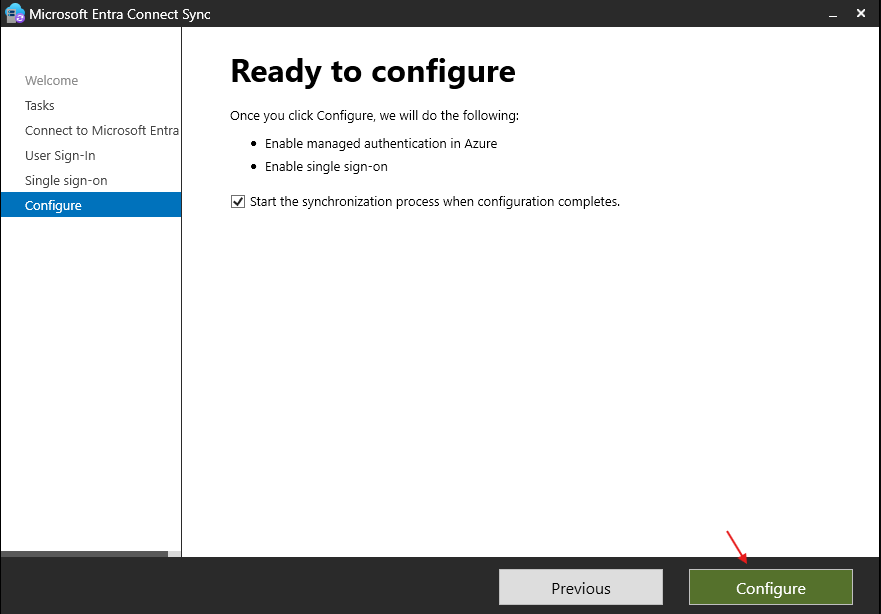 Microsoft Entra Connect Sync
Welcome
Tasks
Connect to Microsoft Entra
User Sign-In
Single sign-on
Configure
Ready to configure
Once you click Configure, we will do the following:
• Enable managed authentication in Azure
• Enable single sign-on
Start the synchronization process when configuration completes.
Previous
Configure